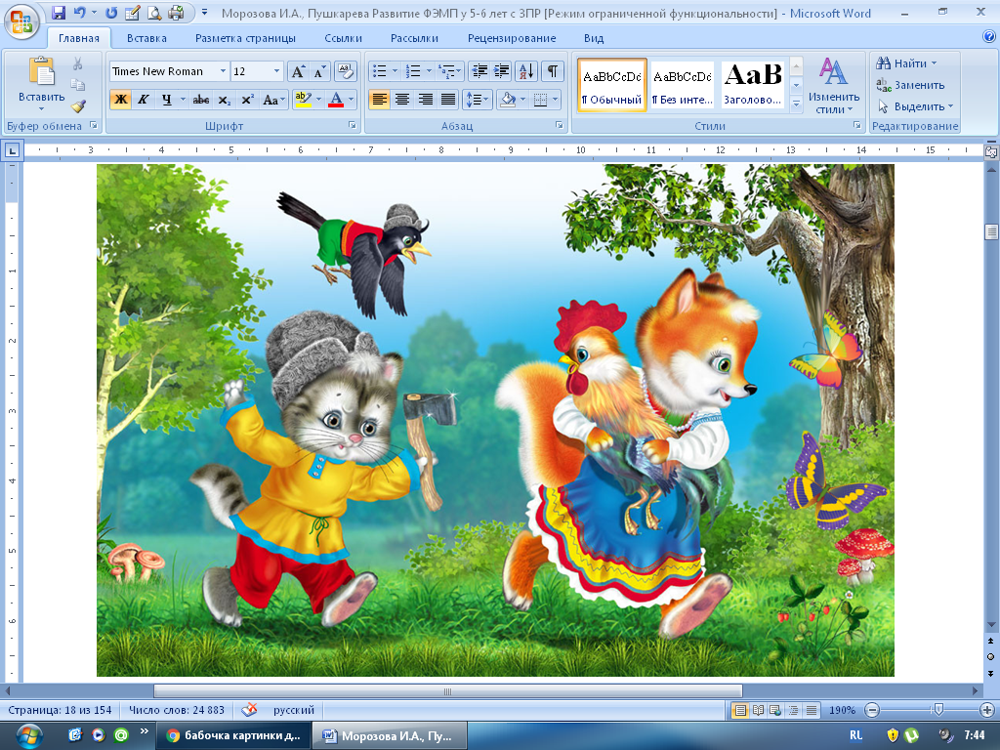 Морозова И.А., Пушкарева Развитие ФЭМП у 5-6 лет с ЗПР [Режим ограниченной функциональности] - Microsoft Word
Главная Вставка Разметка страницы Ссылки Рассылки Рецензирование Вид
Вставить
Times New Roman 12
Ж К Ч abc x₂ x² Aa
AaBbCcDc AaBbCcDc AaB
¶ Обычный ¶ Без инте... Заголово...
Изменить стили
Найти
Заменить
Выделить
Буфер обмена Шрифт Абзац Стили Редактирование
3 4 5 6 7 8 9 10 11 12 13 14 15
1
2
3
4
5
6
Страница: 18 из 154 Число слов: 24 883 русский 190%
бабочка картинки д... Морозова И.А., Пу... RL 7:44